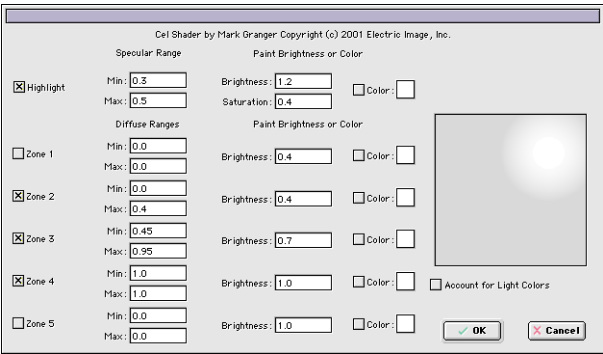 Cel Shader by Mark Granger Copyright (c) 2001 Electric Image, Inc.
Specular Range Paint Brightness or Color
Highlight Min: 0.3 Brightness: 1.2 Color:
Max: 0.5 Saturation: 0.4
Diffuse Ranges Paint Brightness or Color
Zone 1 Min: 0.0 Brightness: 0.4 Color:
Max: 0.0
Zone 2 Min: 0.0 Brightness: 0.4 Color:
Max: 0.4
Zone 3 Min: 0.45 Brightness: 0.7 Color:
Max: 0.95
Zone 4 Min: 1.0 Brightness: 1.0 Color:
Max: 1.0
Account for Light Colors
Zone 5 Min: 0.0 Brightness: 1.0 Color:
Max: 0.0
OK Cancel